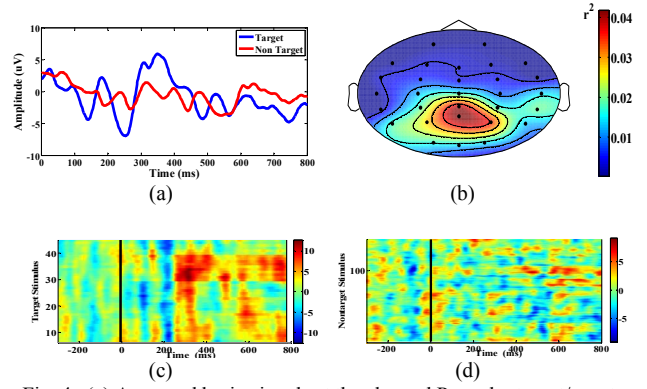 10
5
0
-5
-10
Amplitude (uV)
Target
Non Target
0 100 200 300 400 500 600 700 800
Time (ms)
(a)
r²
0.04
0.03
0.02
0.01
(b)
40
30
20
10
Target Stimulus
-200 0 200 400 600 800
Time (ms)
10
5
0
-5
-10
(c)
100
Nontarget Stimulus
-200 0 200 400 600 800
Time (ms)
5
0
-5
(d)